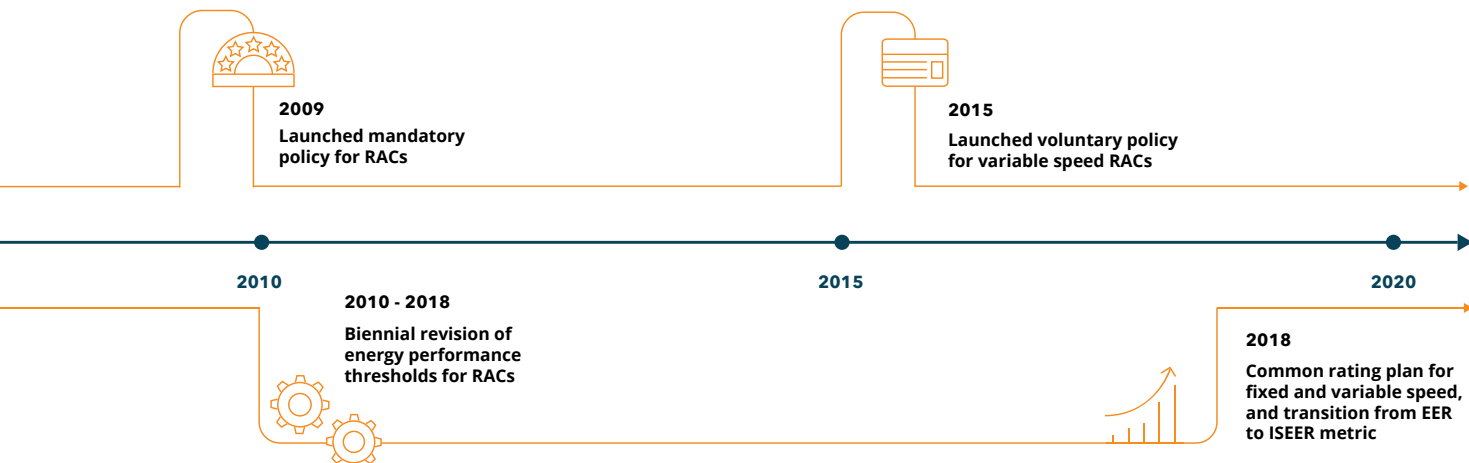 2009
Launched mandatory
policy for RACs
2015
Launched voluntary policy
for variable speed RACs
2010
2015
2020
2010 - 2018
Biennial revision of
energy performance
thresholds for RACs
2018
Common rating plan for
fixed and variable speed,
and transition from EER
to ISEER metric